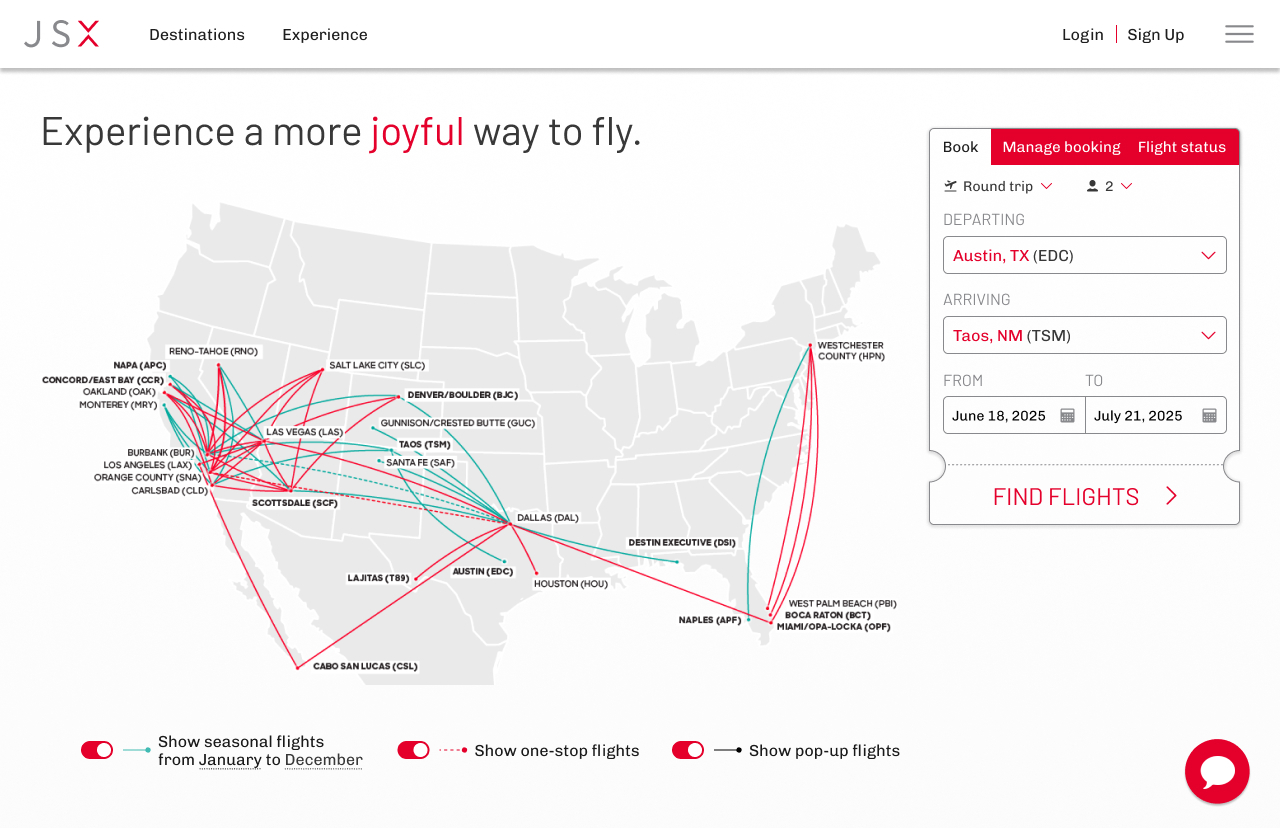 JSX
Destinations
Experience
Login
Sign Up
Experience a more joyful way to fly.
Book
Manage booking
Flight status
Round trip
2
DEPARTING
Austin, TX (EDC)
ARRIVING
Taos, NM (TSM)
FROM
TO
June 18, 2025
July 21, 2025
FIND FLIGHTS
RENO-TAHOE (RNO)
NAPA (APC)
CONCORD/EAST BAY (CCR)
OAKLAND (OAK)
MONTEREY (MRY)
SALT LAKE CITY (SLC)
DENVER/BOULDER (BJC)
GUNNISON/CRESTED BUTTE (GUC)
LAS VEGAS (LAS)
TAOS (TSM)
SANTA FE (SAF)
BURBANK (BUR)
LOS ANGELES (LAX)
ORANGE COUNTY (SNA)
CARLSBAD (CLD)
SCOTTSDALE (SCF)
DALLAS (DAL)
WESTCHESTER
COUNTY (HPN)
DESTIN EXECUTIVE (DSI)
LAJITAS (T89)
AUSTIN (EDC)
HOUSTON (HOU)
WEST PALM BEACH (PBI)
BOCA RATON (BCT)
NAPLES (APF)
MIAMI/OPA-LOCKA (OPF)
CABO SAN LUCAS (CSL)
Show seasonal flights
from January to December
Show one-stop flights
Show pop-up flights